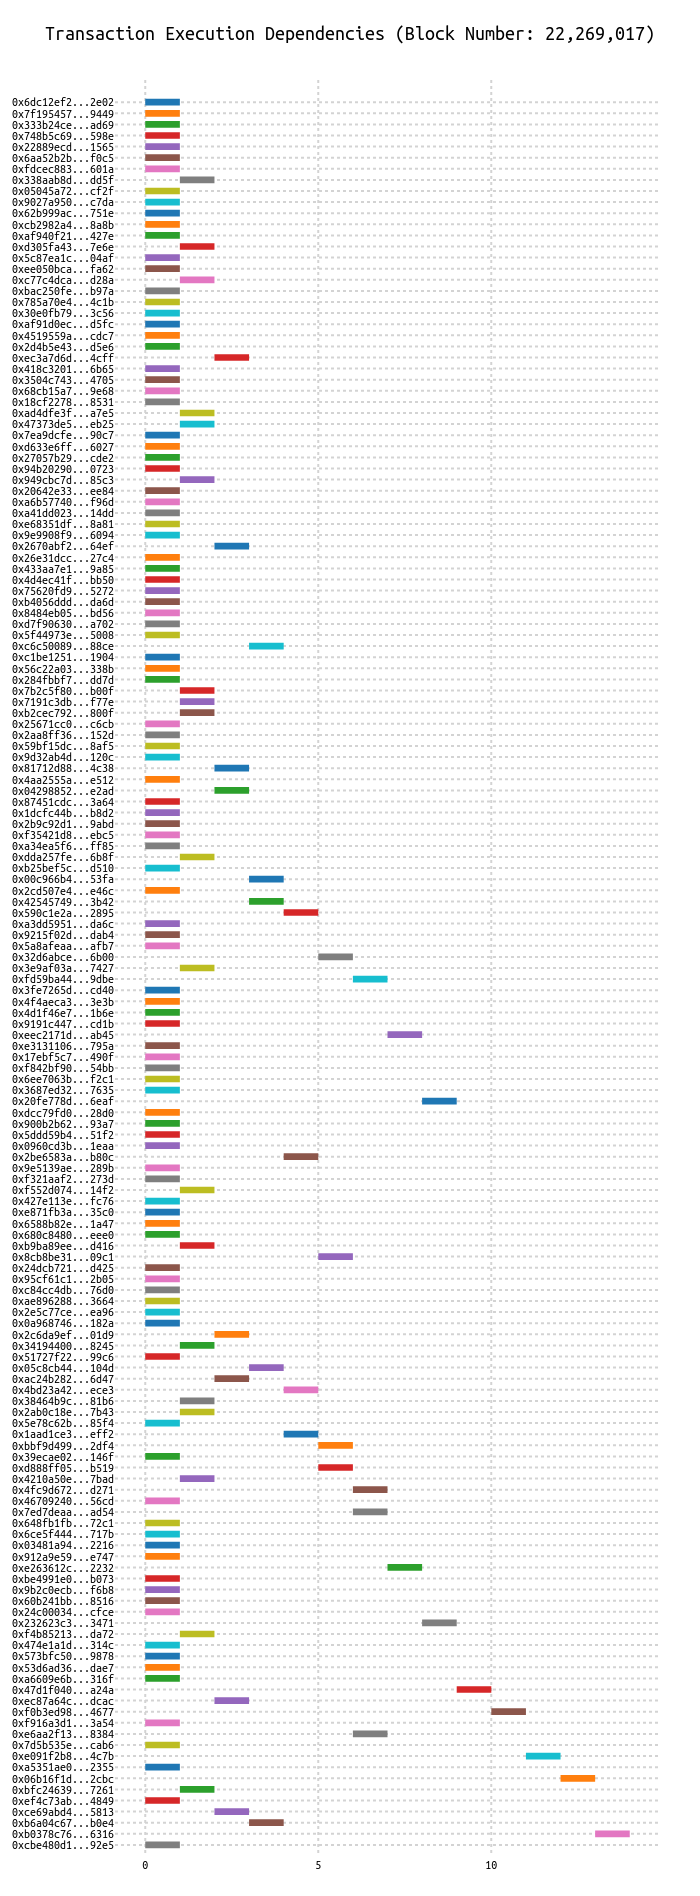 Transaction Execution Dependencies (Block Number: 22,269,017)
0x6dc12ef2...2e02
0x7f195457...9449
0x333b24ce...ad69
0x748b5c69...598e
0x22889ecd...1565
0x6aa52b2b...f0c5
0xfdcec883...601a
0x338aab8d...dd5f
0x05045a72...cf2f
0x9027a950...c7da
0x62b999ac...751e
0xcb2982a4...8a8b
0xaf940f21...427e
0xd305fa43...7e6e
0x5c87ea1c...04af
0xee050bca...fa62
0xc77c4dca...d28a
0xbac250fe...b97a
0x785a70e4...4c1b
0x30e0fb79...3c56
0xaf91d0ec...d5fc
0x4519559a...cdc7
0x2d4b5e43...d5e6
0xec3a7d6d...4cff
0x418c3201...6b65
0x3504c743...4705
0x68cb15a7...9e68
0x18cf2278...8531
0xad4dfe3f...a7e5
0x47373de5...eb25
0x7ea9dcfe...90c7
0xd633e6ff...6027
0x27057b29...cde2
0x94b20290...0723
0x949cbc7d...85c3
0x20642e33...ee84
0xa6b57740...f96d
0xa41dd023...14dd
0xe68351df...8a81
0x9e9908f9...6094
0x2670abf2...64ef
0x26e31dcc...27c4
0x433aa7e1...9a85
0x4d4ec41f...bb50
0x75620fd9...5272
0xb4056ddd...da6d
0x8484eb05...bd56
0xd7f90630...a702
0x5f44973e...5008
0xc6c50089...88ce
0xc1be1251...1904
0x56c22a03...338b
0x284fbbf7...dd7d
0x7b2c5f80...b00f
0x7191c3db...f77e
0xb2cec792...800f
0x25671cc0...c6cb
0x2aa8ff36...152d
0x59bf15dc...8af5
0x9d32ab4d...120c
0x81712d88...4c38
0x4aa2555a...e512
0x04298852...e2ad
0x87451cdc...3a64
0x1dcfc44b...b8d2
0x2b9c92d1...9abd
0xf35421d8...ebc5
0xa34ea5f6...ff85
0xdda257fe...6b8f
0xb25bef5c...d510
0x00c966b4...53fa
0x2cd507e4...e46c
0x42545749...3b42
0x590c1e2a...2895
0xa3dd5951...da6c
0x9215f02d...dab4
0x5a8afeaa...afb7
0x32d6abce...6b00
0x3e9af03a...7427
0xfd59ba44...9dbe
0x3fe7265d...cd40
0x4f4aeca3...3e3b
0x4d1f46e7...1b6e
0x9191c447...cd1b
0xeec2171d...ab45
0xe3131106...795a
0x17ebf5c7...490f
0xf842bf90...54bb
0x6ee7063b...f2c1
0x3687ed32...7635
0x20fe778d...6eaf
0xdcc79fd0...28d0
0x900b2b62...93a7
0x5ddd59b4...51f2
0x0960cd3b...1eaa
0x2be6583a...b80c
0x9e5139ae...289b
0xf321aaf2...273d
0xf552d074...14f2
0x427e113e...fc76
0xe871fb3a...35c0
0x6588b82e...1a47
0x680c8480...eee0
0xb9ba89ee...d416
0x8cb8be31...09c1
0x24dcb721...d425
0x95cf61c1...2b05
0xc84cc4db...76d0
0xae896288...3664
0x2e5c77ce...ea96
0x0a968746...182a
0x2c6da9ef...01d9
0x34194400...8245
0x51727f22...99c6
0x05c8cb44...104d
0xac24b282...6d47
0x4bd23a42...ece3
0x38464b9c...81b6
0x2ab0c18e...7b43
0x5e78c62b...85f4
0x1aad1ce3...eff2
0xbbf9d499...2df4
0x39ecae02...146f
0xd888ff05...b519
0x4210a50e...7bad
0x4fc9d672...d271
0x46709240...56cd
0x7ed7deaa...ad54
0x648fb1fb...72c1
0x6ce5f444...717b
0x03481a94...2216
0x912a9e59...e747
0xe263612c...2232
0xbe4991e0...b073
0x9b2c0ecb...f6b8
0x60b241bb...8516
0x24c00034...cfce
0x232623c3...3471
0xf4b85213...da72
0x474e1a1d...314c
0x573bfc50...9878
0x53d6ad36...dae7
0xa6609e6b...316f
0x47d1f040...a24a
0xec87a64c...dcac
0xf0b3ed98...4677
0xf916a3d1...3a54
0xe6aa2f13...8384
0x7d5b535e...cab6
0xe091f2b8...4c7b
0xa5351ae0...2355
0x06b16f1d...2cbc
0xbfc24639...7261
0xef4c73ab...4849
0xce69abd4...5813
0xb6a04c67...b0e4
0xb0378c76...6316
0xcbe480d1...92e5
0 5 10